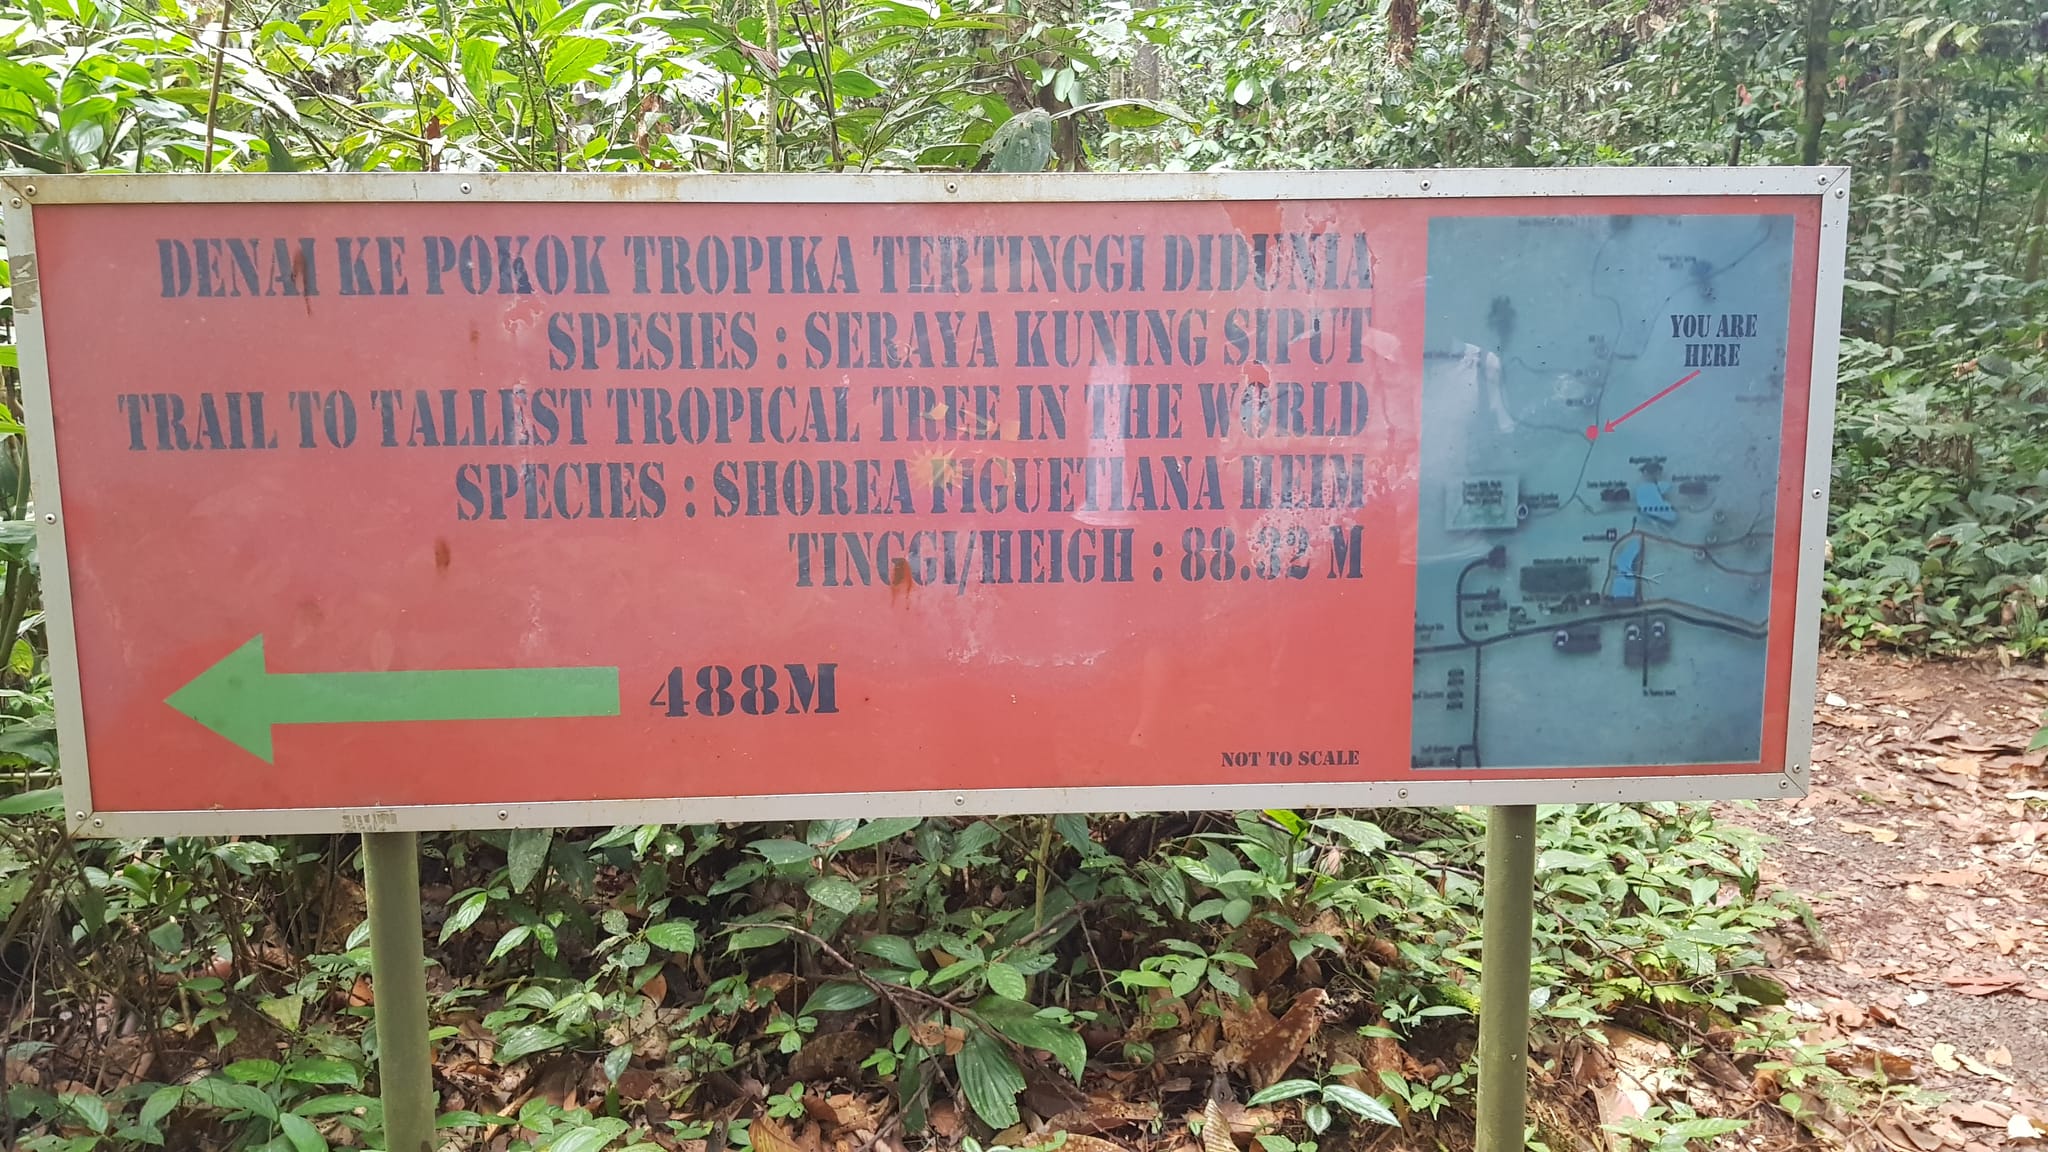 DENAI KE POKOK TROPIKA TERTINGGI DIDUNIA
SPESIES : SERAYA KUNING SIPUT
TRAIL TO TALLEST TROPICAL TREE IN THE WORLD
SPECIES : SHOREA FIGUETIANA HEIM
TINGGI/HEIGH : 88.32 M
488M
NOT TO SCALE
YOU ARE
HERE